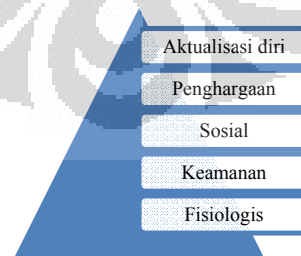 Aktualisasi diri
Penghargaan
Sosial
Keamanan
Fisiologis